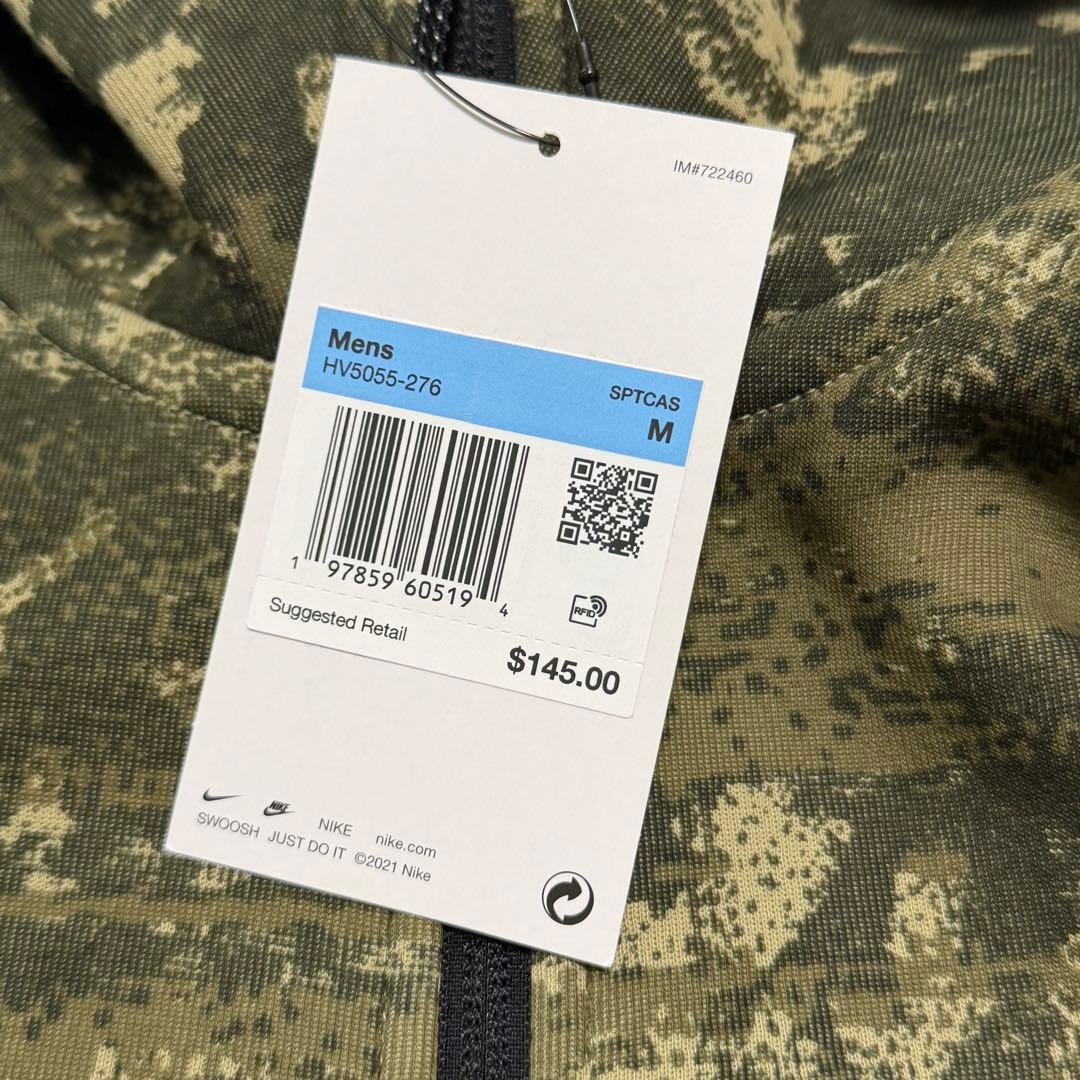 IM#722460
Mens
HV5055-276
SPTCAS
M
1 97859 60519 4
RFID
Suggested Retail
$145.00
NIKE
NIKE nike.com
SWOOSH JUST DO IT ©2021 Nike